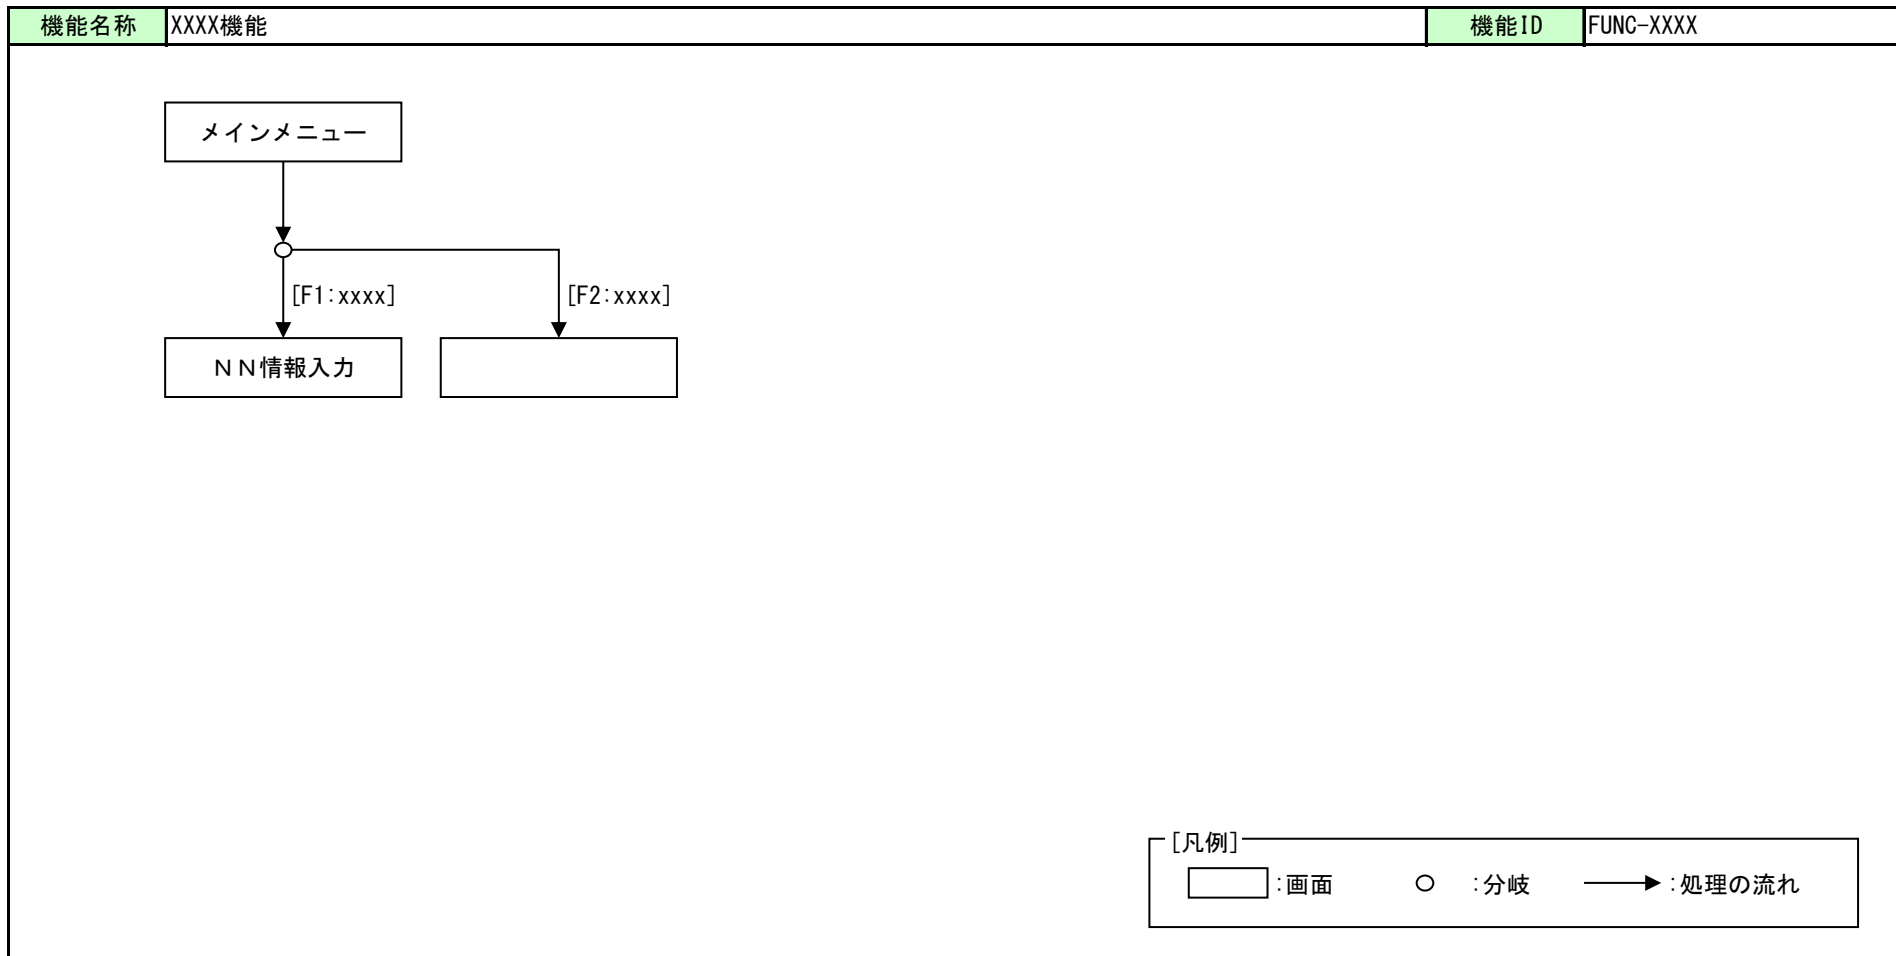 機能名称 XXXX機能 機能ID FUNC-XXXX
メインメニュー
[F1:xxxx] [F2:xxxx]
ＮＮ情報入力
[凡例]
:画面 :分岐 :処理の流れ